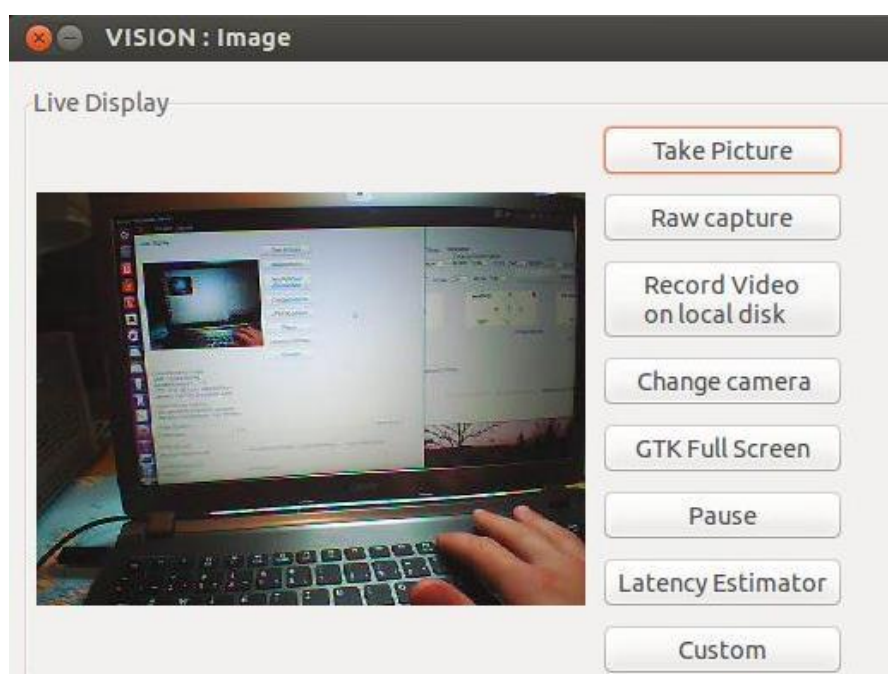 VISION : Image
Live Display
Take Picture
Raw capture
Record Video
on local disk
Change camera
GTK Full Screen
Pause
Latency Estimator
Custom